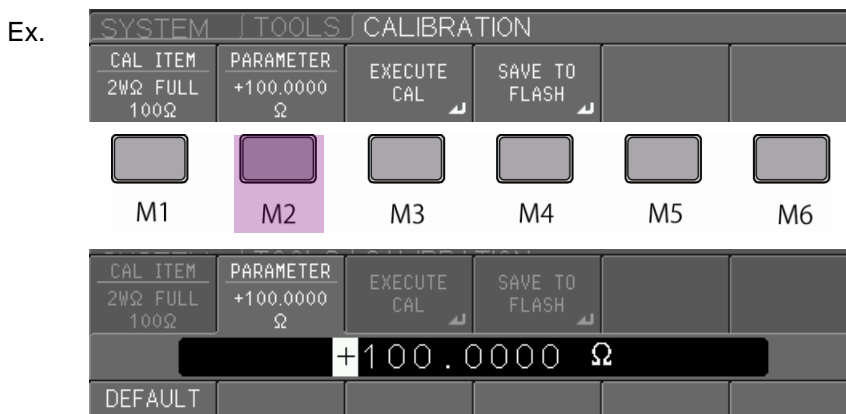 Ex.
SYSTEM TOOLS CALIBRATION
CAL ITEM PARAMETER EXECUTE SAVE TO
2WΩ FULL +100.0000 CAL FLASH
100Ω Ω
M1 M2 M3 M4 M5 M6
CAL ITEM PARAMETER EXECUTE SAVE TO
2WΩ FULL +100.0000 CAL FLASH
100Ω Ω
+100.0000 Ω
DEFAULT